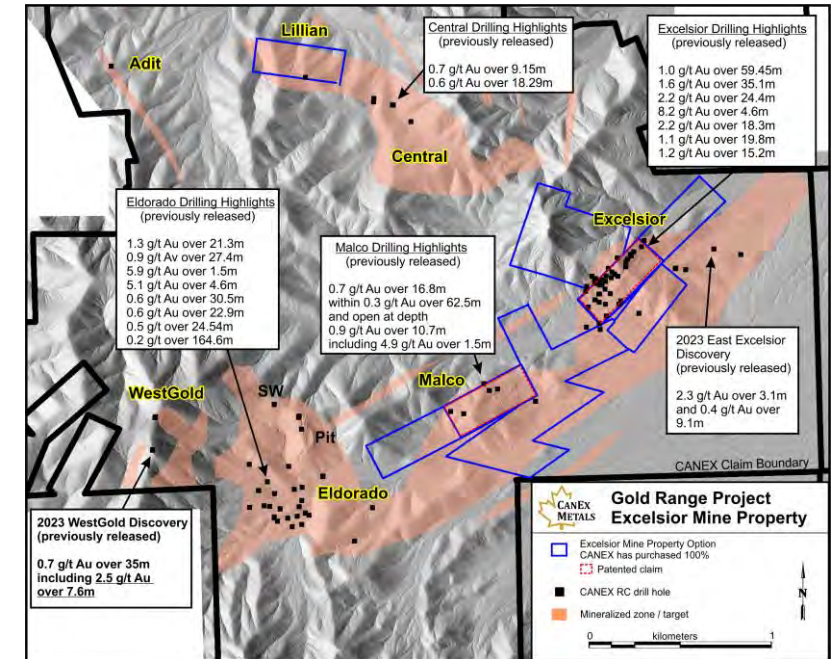 Adit
Lillian
Central
Central Drilling Highlights
(previously released)
0.7 g/t Au over 9.15m
0.6 g/t Au over 18.29m
Excelsior Drilling Highlights
(previously released)
1.0 g/t Au over 59.45m
1.6 g/t Au over 35.1m
2.2 g/t Au over 24.4m
8.2 g/t Au over 4.6m
2.2 g/t Au over 18.3m
1.1 g/t Au over 19.8m
1.2 g/t Au over 15.2m
Excelsior
Eldorado Drilling Highlights
(previously released)
1.3 g/t Au over 21.3m
0.9 g/t Au over 27.4m
5.9 g/t Au over 1.5m
5.1 g/t Au over 4.6m
0.6 g/t Au over 30.5m
0.6 g/t Au over 22.9m
0.5 g/t over 24.54m
0.2 g/t over 164.6m
Malco Drilling Highlights
(previously released)
0.7 g/t Au over 16.8m
within 0.3 g/t Au over 62.5m
and open at depth
0.9 g/t Au over 10.7m
including 4.9 g/t Au over 1.5m
2023 East Excelsior
Discovery
(previously released)
2.3 g/t Au over 3.1m
and 0.4 g/t Au over
9.1m
Malco
WestGold
SW
Pit
Eldorado
CANEX Claim Boundary
2023 WestGold Discovery
(previously released)
0.7 g/t Au over 35m
including 2.5 g/t Au
over 7.6m
CANEX
METALS
Gold Range Project
Excelsior Mine Property
Excelsior Mine Property Option
CANEX has purchased 100%
Patented claim
CANEX RC drill hole
Mineralized zone / target
N
0 kilometers 1